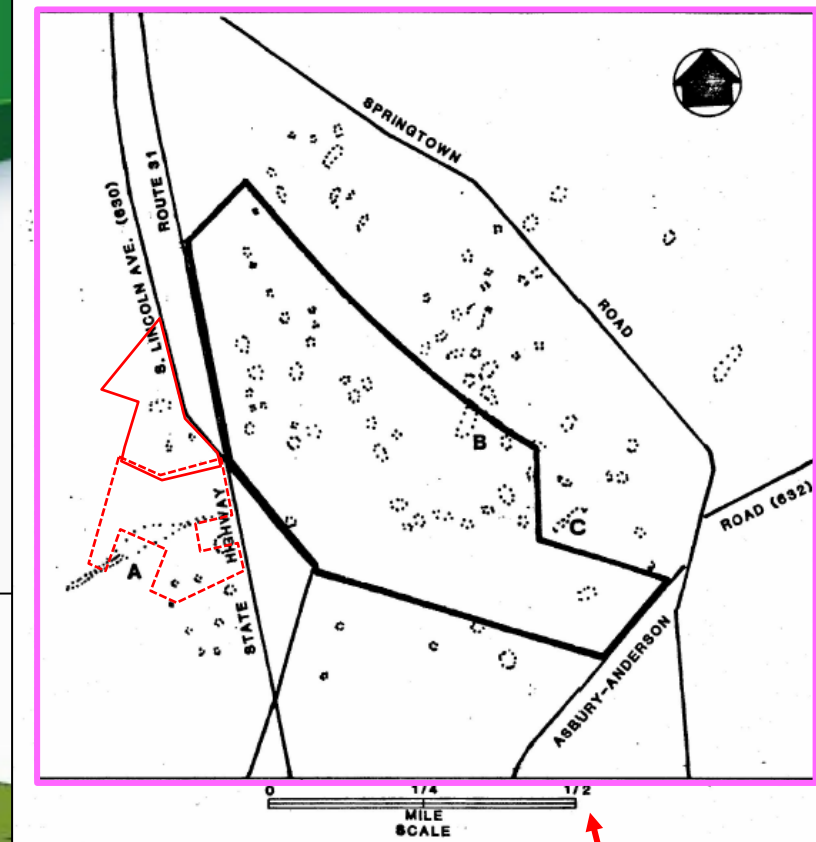 SPRINGTOWN
ROUTE 31
S. LINCOLN AVE. (630)
ROAD
B
ROAD (632)
C
HIGHWAY
A
STATE
ASBURY-ANDERSON
0 1/4 1/2
MILE
SCALE